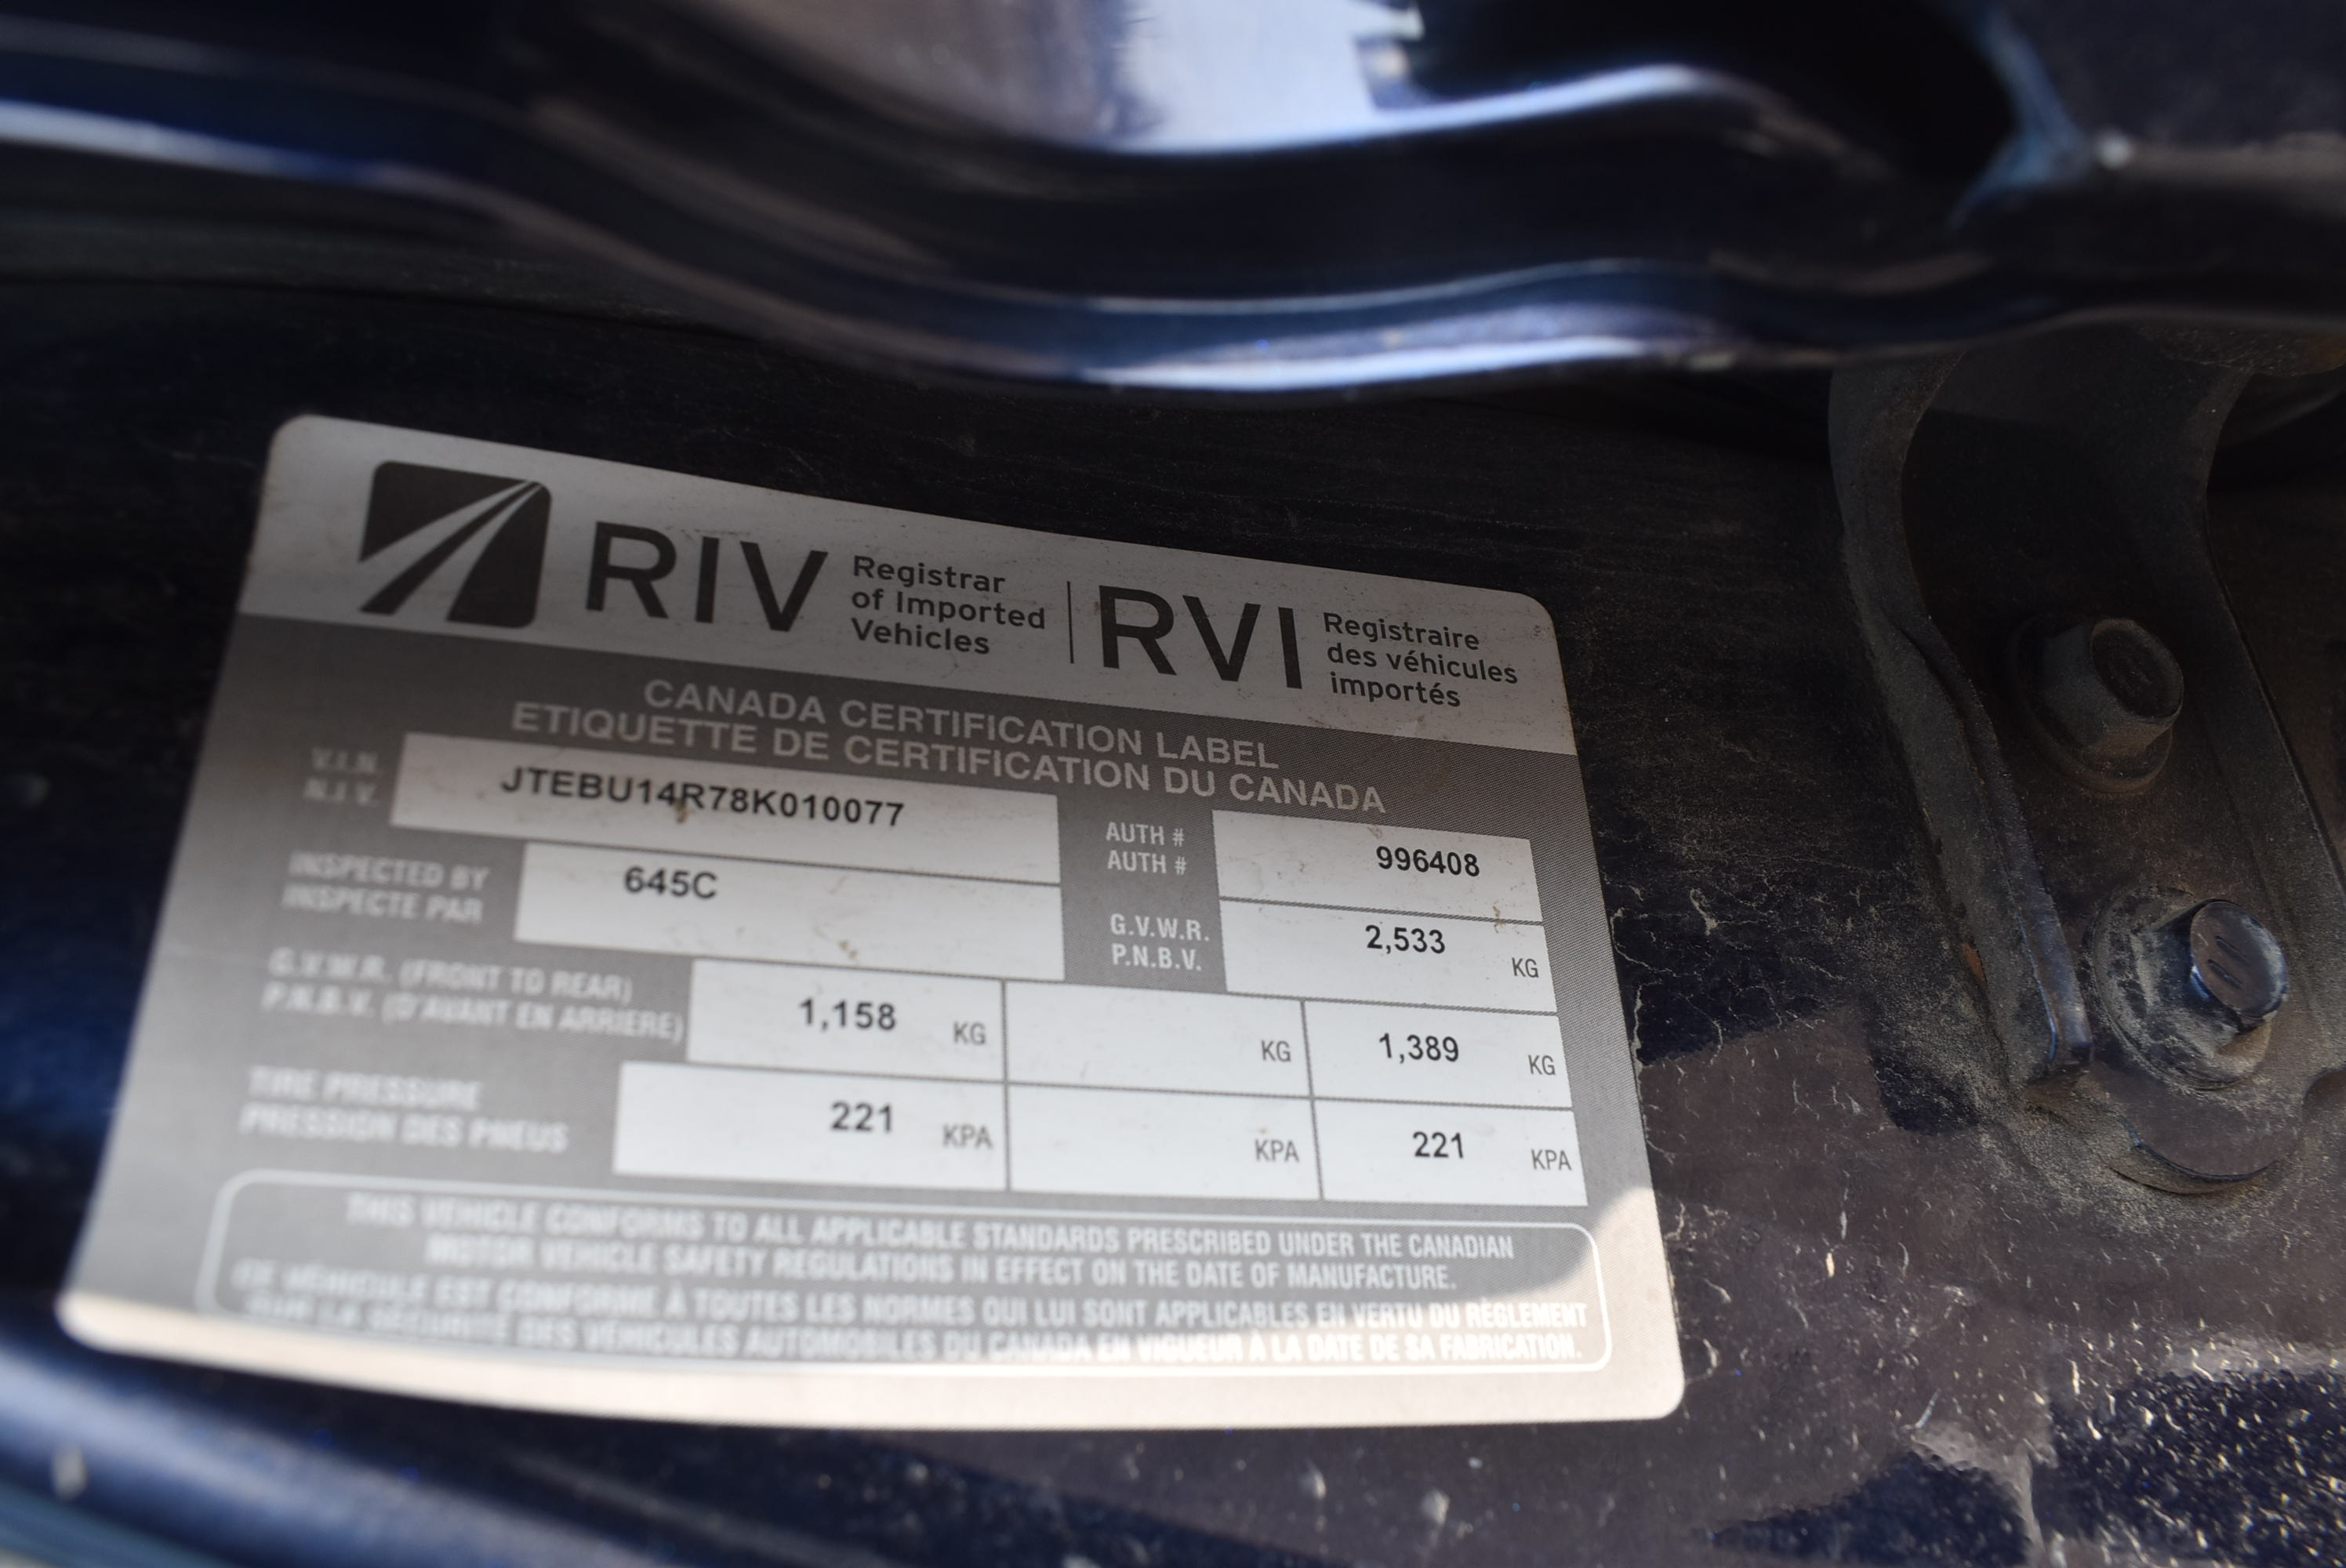 RIV Registrar of Imported Vehicles | RVI Registraire des véhicules importés
CANADA CERTIFICATION LABEL
ETIQUETTE DE CERTIFICATION DU CANADA
V.I.N.
N.I.V.
JTEBU14R78K010077
AUTH #
AUTH #
996408
INSPECTED BY
INSPECTE PAR
645C
G.V.W.R.
P.N.B.V.
2,533 KG
G.V.W.R. (FRONT TO REAR)
P.N.B.V. (D'AVANT EN ARRIERE)
1,158 KG KG 1,389 KG
TIRE PRESSURE
PRESSION DES PNEUS
221 KPA KPA 221 KPA
THIS VEHICLE CONFORMS TO ALL APPLICABLE STANDARDS PRESCRIBED UNDER THE CANADIAN
MOTOR VEHICLE SAFETY REGULATIONS IN EFFECT ON THE DATE OF MANUFACTURE.
CE VÉHICULE EST CONFORME À TOUTES LES NORMES QUI LUI SONT APPLICABLES EN VERTU DU RÈGLEMENT
SUR LA SÉCURITÉ DES VÉHICULES AUTOMOBILES DU CANADA EN VIGUEUR À LA DATE DE SA FABRICATION.